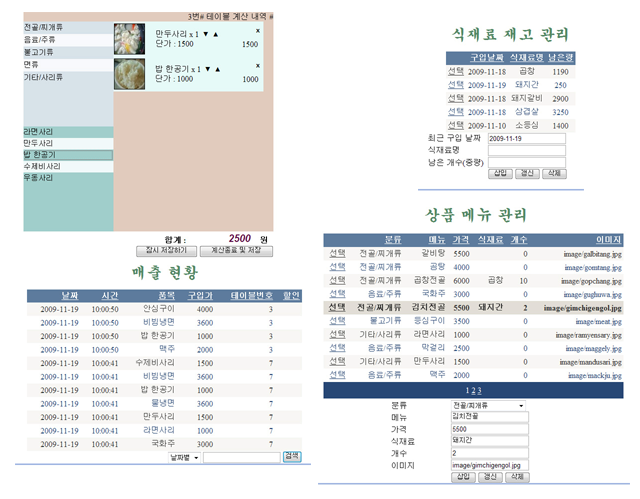 3번# 테이블 계산 내역 #
전골/찌개류
음료/주류
불고기류
면류
기타/사리류
라면사리
만두사리
밥 한공기
수제비사리
우동사리
만두사리 x 1 ▼ ▲ x
단가 : 1500 1500
밥 한공기 x 1 ▼ ▲ x
단가 : 1000 1000
합계 : 2500 원
잠시 저장하기 계산종료 및 저장
매출 현황
날짜 시간 품목 구입가 테이블번호 할인
2009-11-19 10:00:50 안심구이 4000 3
2009-11-19 10:00:50 비빔냉면 3600 3
2009-11-19 10:00:50 밥 한공기 1000 3
2009-11-19 10:00:50 맥주 2000 3
2009-11-19 10:00:41 수제비사리 1500 7
2009-11-19 10:00:41 비빔냉면 3600 7
2009-11-19 10:00:41 밥 한공기 1000 7
2009-11-19 10:00:41 물냉면 3600 7
2009-11-19 10:00:41 만두사리 1500 7
2009-11-19 10:00:41 라면사리 1000 7
2009-11-19 10:00:41 국화주 3000 7
날짜별 검색
식재료 재고 관리
구입날짜 식재료명 남은량
선택 2009-11-18 곱창 1190
선택 2009-11-19 돼지간 250
선택 2009-11-18 돼지갈비 2900
선택 2009-11-18 삼겹살 3250
선택 2009-11-10 소등심 1400
최근 구입 날짜 2009-11-19
식재료명
남은 개수(중량)
삽입 갱신 삭제
상품 메뉴 관리
분류 메뉴 가격 식재료 개수 이미지
선택 전골/찌개류 갈비탕 5500 0 image/galbitang.jpg
선택 전골/찌개류 곰탕 4000 0 image/gomtang.jpg
선택 전골/찌개류 곱창전골 6000 곱창 10 image/gopchang.jpg
선택 음료/주류 국화주 3000 0 image/gughuwa.jpg
선택 전골/찌개류 김치전골 5500 돼지간 2 image/gimchigengol.jpg
선택 불고기류 등심구이 3500 0 image/meat.jpg
선택 기타/사리류 라면사리 1000 0 image/ramyensary.jpg
선택 음료/주류 막걸리 2500 0 image/maggely.jpg
선택 기타/사리류 만두사리 1500 0 image/mandusari.jpg
선택 음료/주류 맥주 2000 0 image/mackju.jpg
1 2 3
분류 전골/찌개류
메뉴 김치전골
가격 5500
식재료 돼지간
개수 2
이미지 image/gimchigengol.jpg
삽입 갱신 삭제